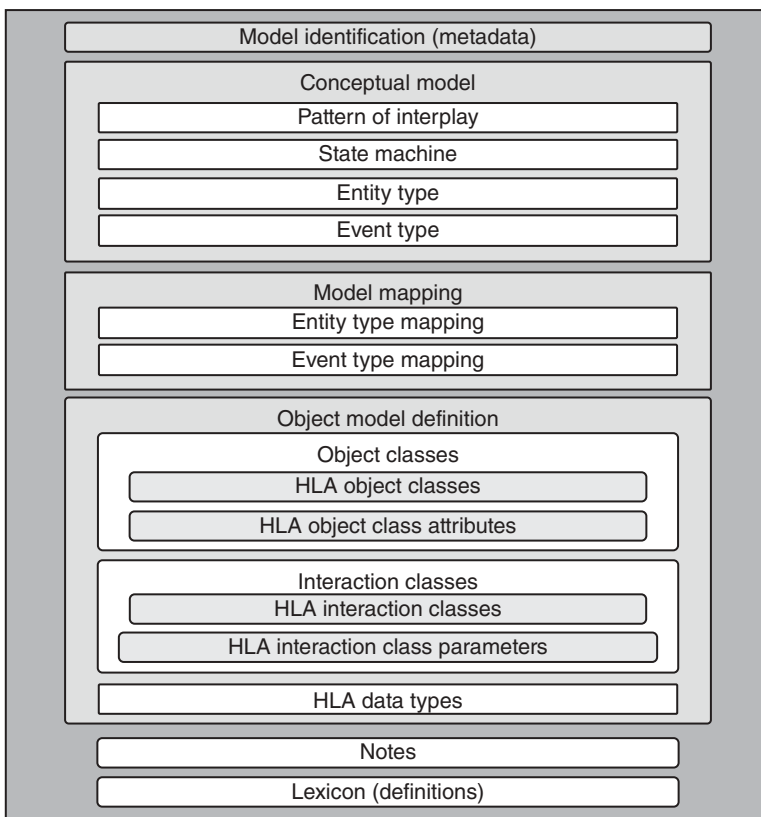 Model identification (metadata)
Conceptual model
Pattern of interplay
State machine
Entity type
Event type
Model mapping
Entity type mapping
Event type mapping
Object model definition
Object classes
HLA object classes
HLA object class attributes
Interaction classes
HLA interaction classes
HLA interaction class parameters
HLA data types
Notes
Lexicon (definitions)